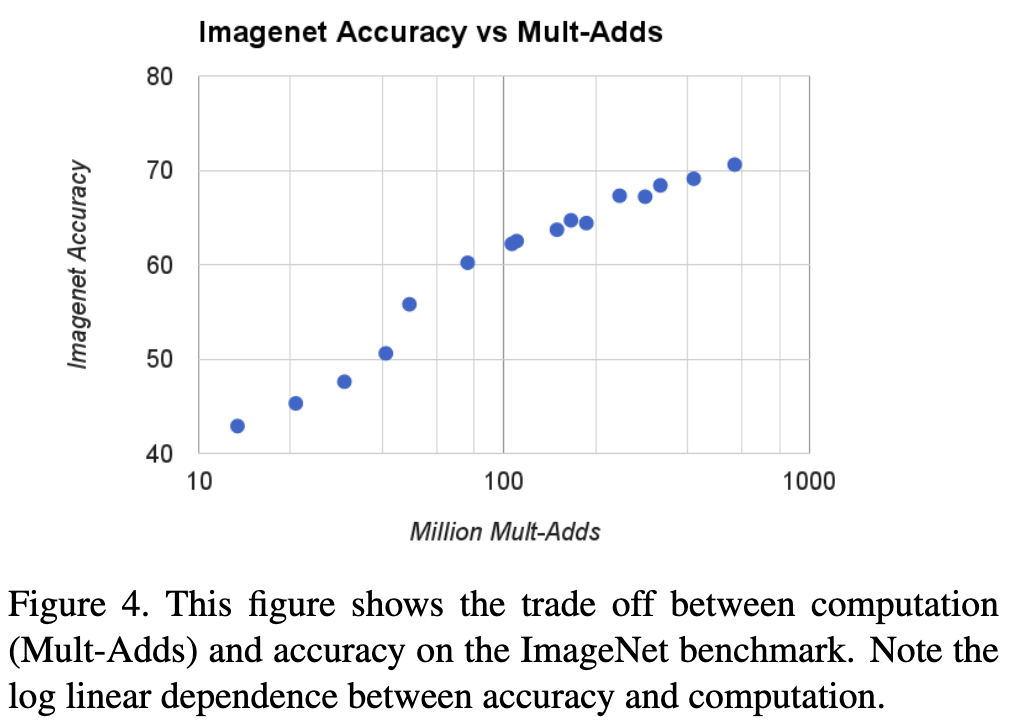 Imagenet Accuracy vs Mult-Adds
80
70
60
50
40
Imagenet Accuracy
10 100 1000
Million Mult-Adds
Figure 4. This figure shows the trade off between computation
(Mult-Adds) and accuracy on the ImageNet benchmark. Note the
log linear dependence between accuracy and computation.